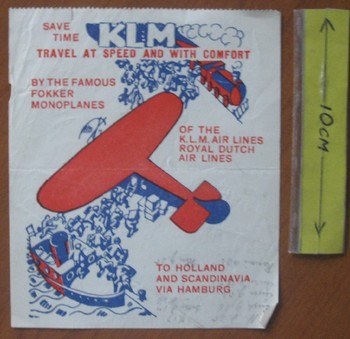 SAVE
TIME
KLM
TRAVEL AT SPEED AND WITH COMFORT
BY THE FAMOUS
FOKKER
MONOPLANES
OF THE
K.L.M. AIR LINES
ROYAL DUTCH
AIR LINES
TO HOLLAND
AND SCANDINAVIA
VIA HAMBURG
10CM